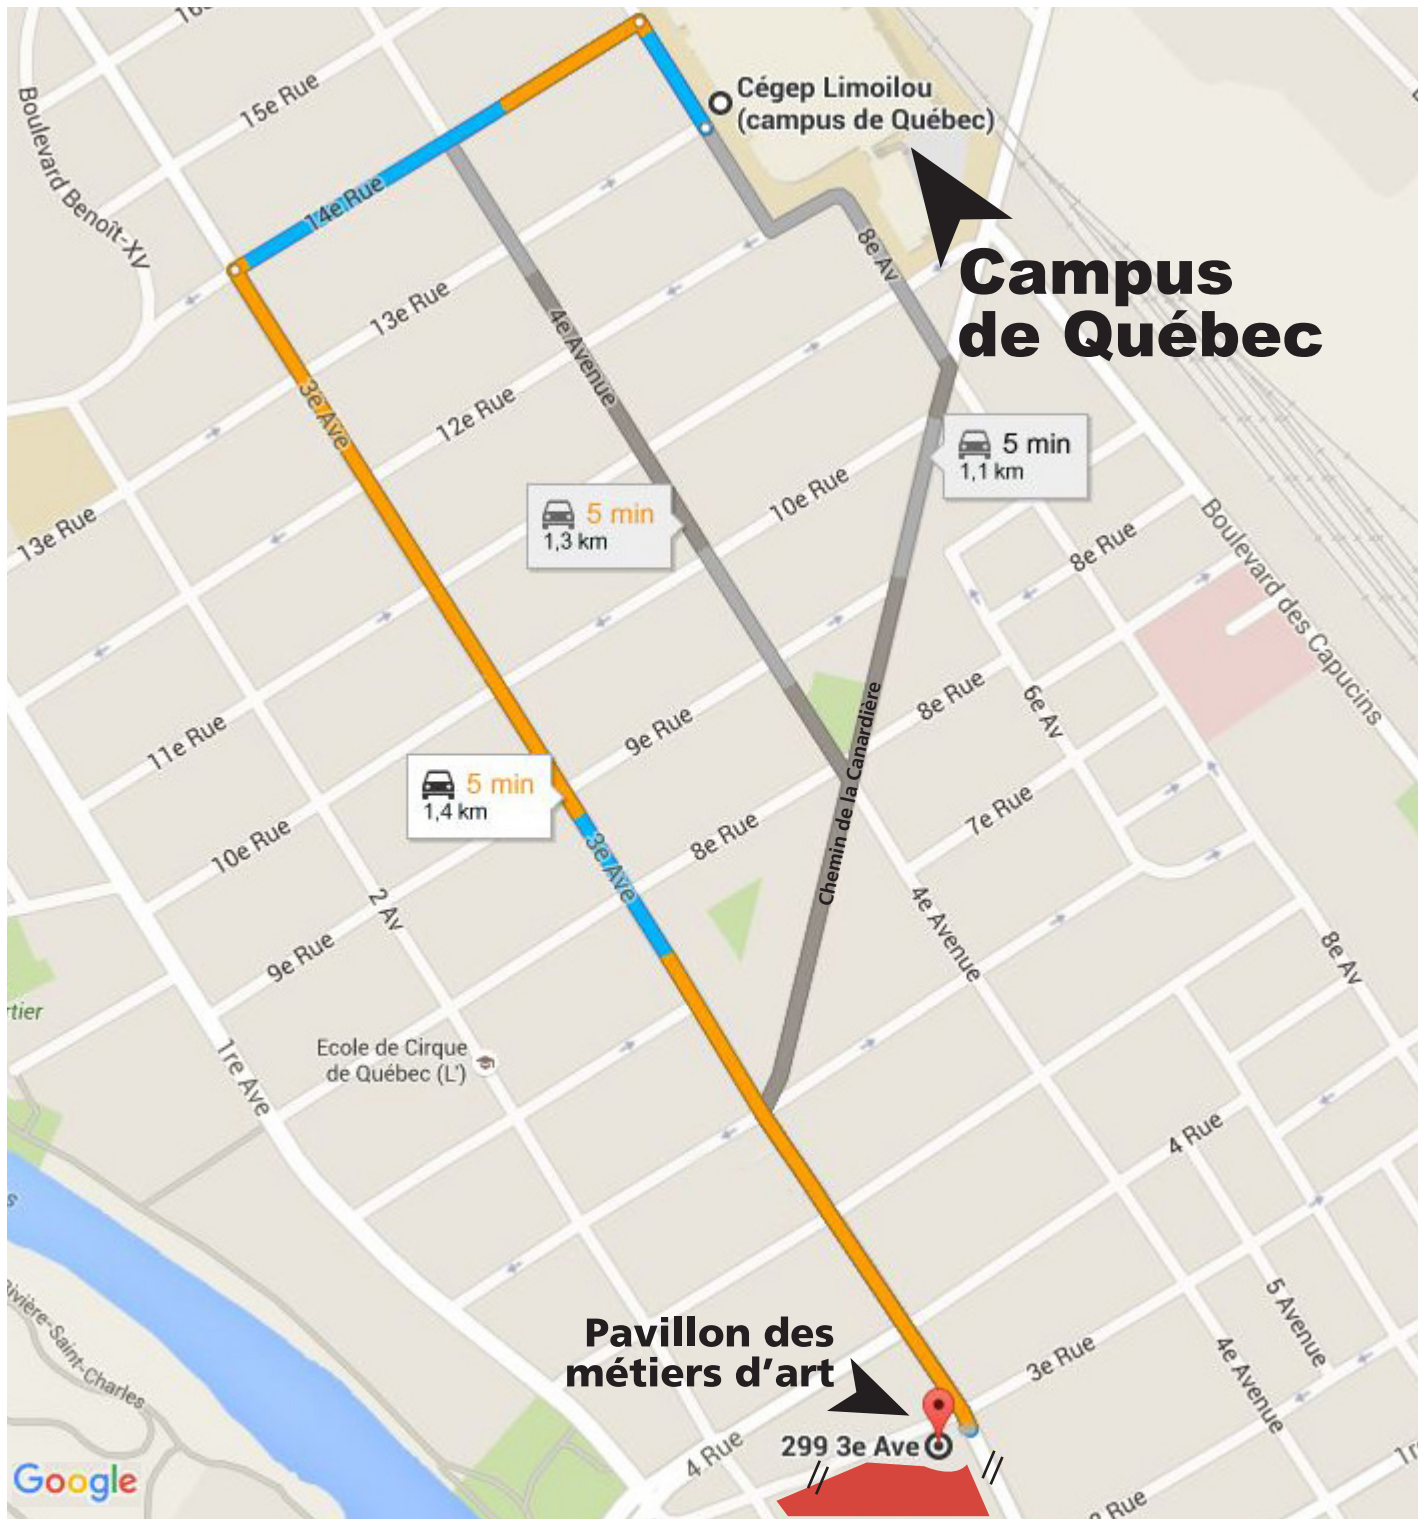 15e Rue
Boulevard Benoît-XV
Cégep Limoilou
(campus de Québec)
14e Rue
8e Av
Campus
de Québec
13e Rue
4e Avenue
3e Ave
12e Rue
5 min
1,1 km
10e Rue
5 min
1,3 km
13e Rue
8e Rue
Boulevard des Capucins
8e Rue
6e Av
Chemin de la Canardière
9e Rue
11e Rue
5 min
1,4 km
7e Rue
8e Rue
3e Ave
10e Rue
2 Av
4e Avenue
9e Rue
8e Av
rtier
Ecole de Cirque
de Québec (L')
1re Ave
4 Rue
Rivière-Saint-Charles
5 Avenue
Pavillon des
métiers d'art
3e Rue
4e Avenue
299 3e Ave
4 Rue
Google
Rue